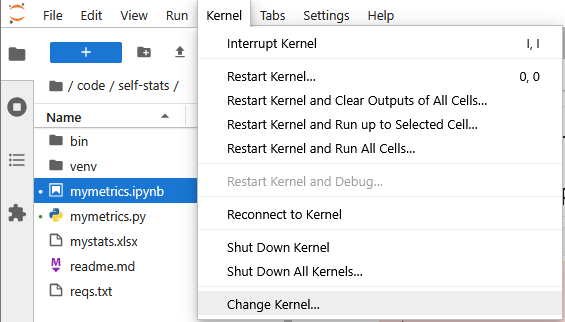 File Edit View Run Kernel Tabs Settings Help
+
/ code / self-stats /
Name
bin
venv
mymetrics.ipynb
mymetrics.py
mystats.xlsx
M readme.md
reqs.txt
Interrupt Kernel I, I
Restart Kernel... 0, 0
Restart Kernel and Clear Outputs of All Cells...
Restart Kernel and Run up to Selected Cell...
Restart Kernel and Run All Cells...
Restart Kernel and Debug...
Reconnect to Kernel
Shut Down Kernel
Shut Down All Kernels...
Change Kernel...